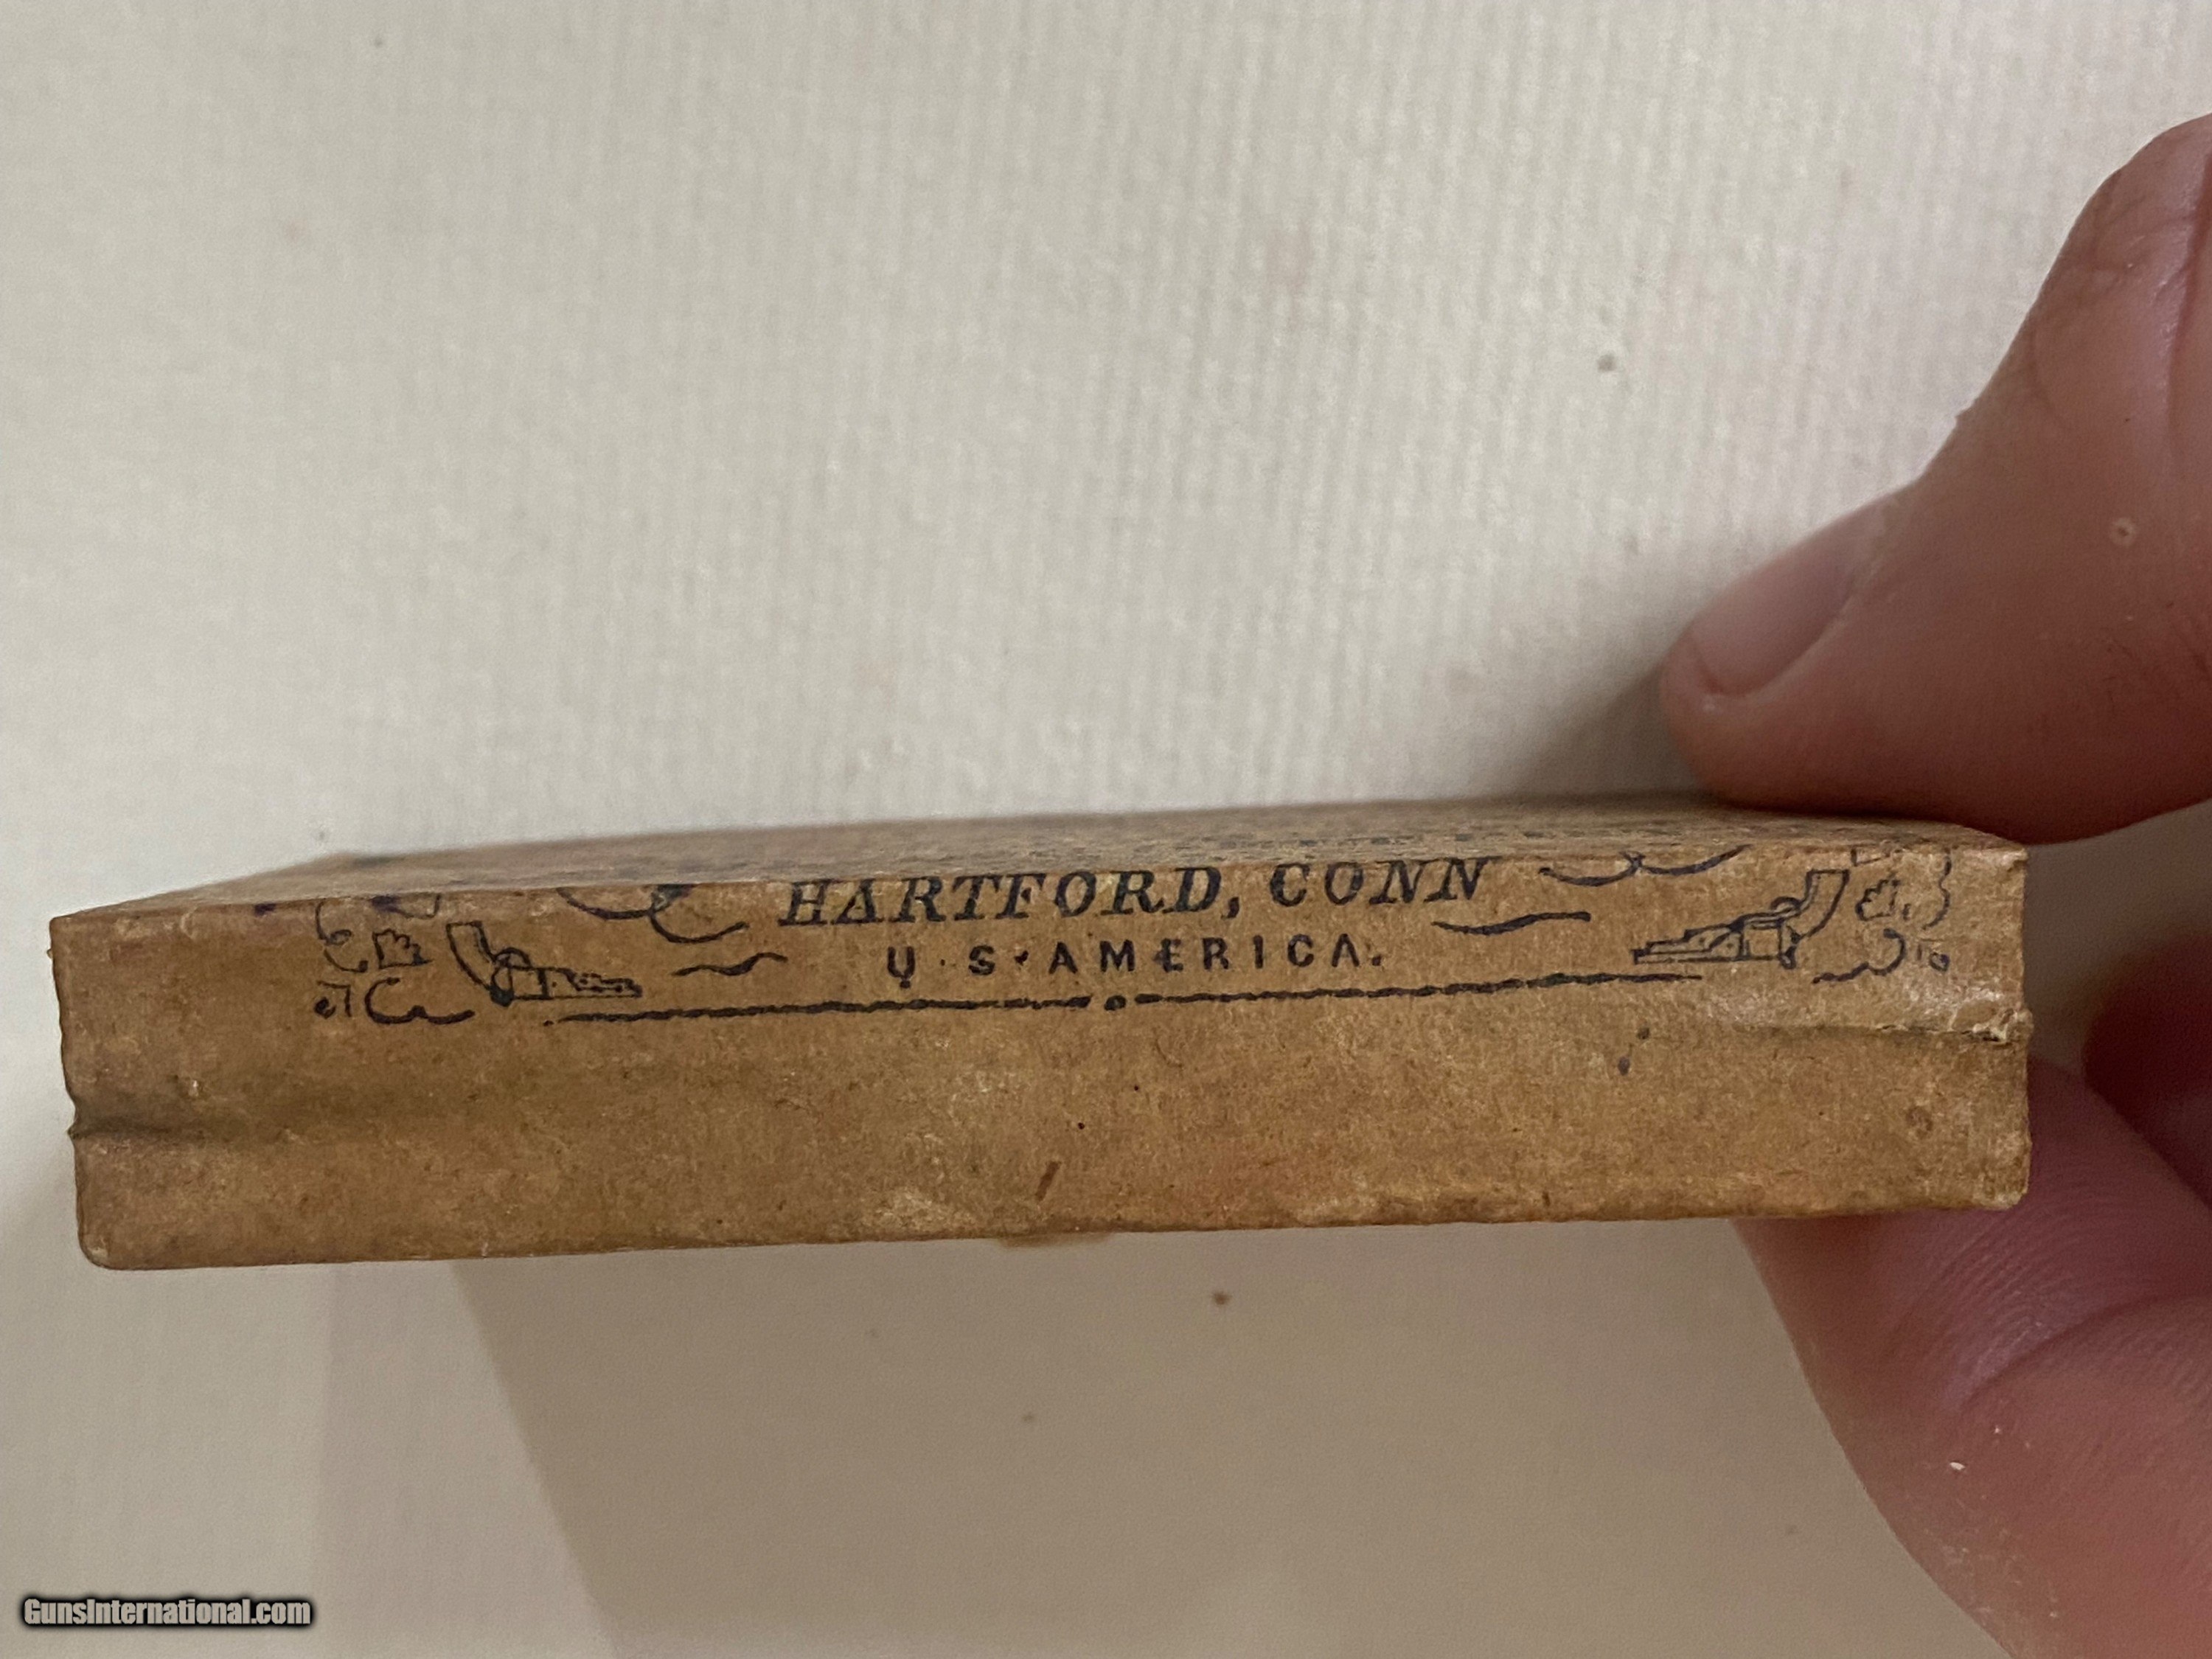 HARTFORD, CONN
U·S·AMERICA.
GunsInternational.com